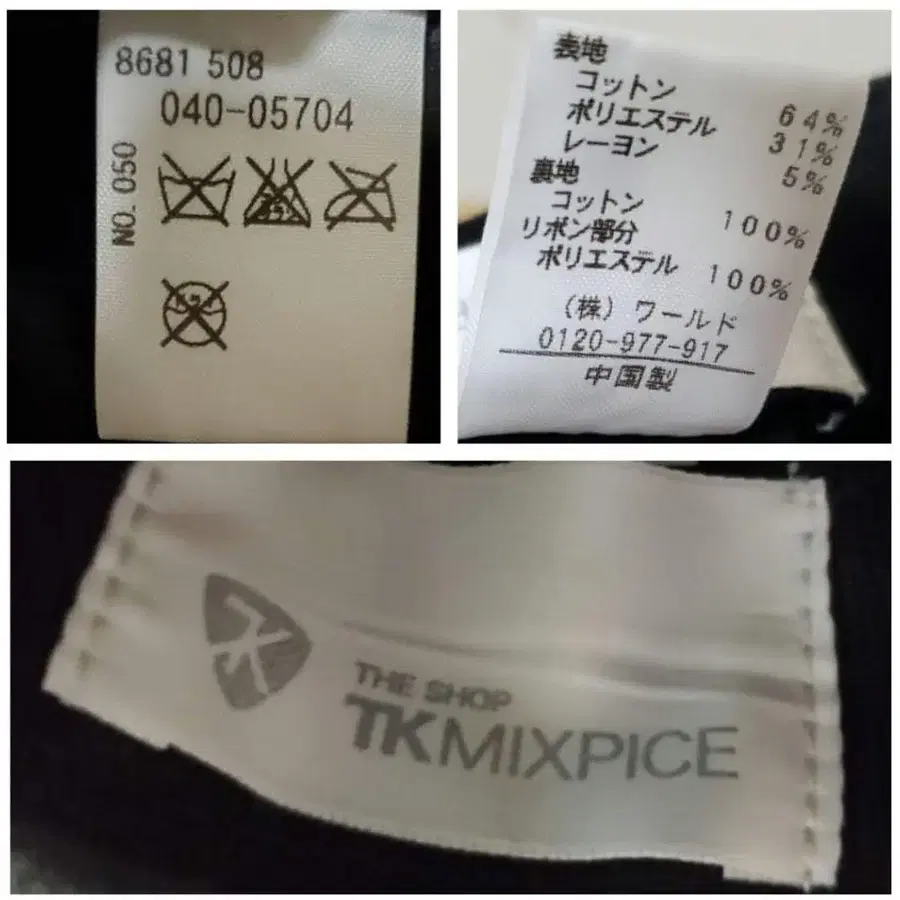 8681 508
040-05704
NO. 050
表地
コットン 64%
ポリエステル 31%
レーヨン 5%
裏地
コットン 100%
リボン部分
ポリエステル 100%
(株) ワールド
0120-977-917
中国製
TK
THE SHOP
TK MIXPICE